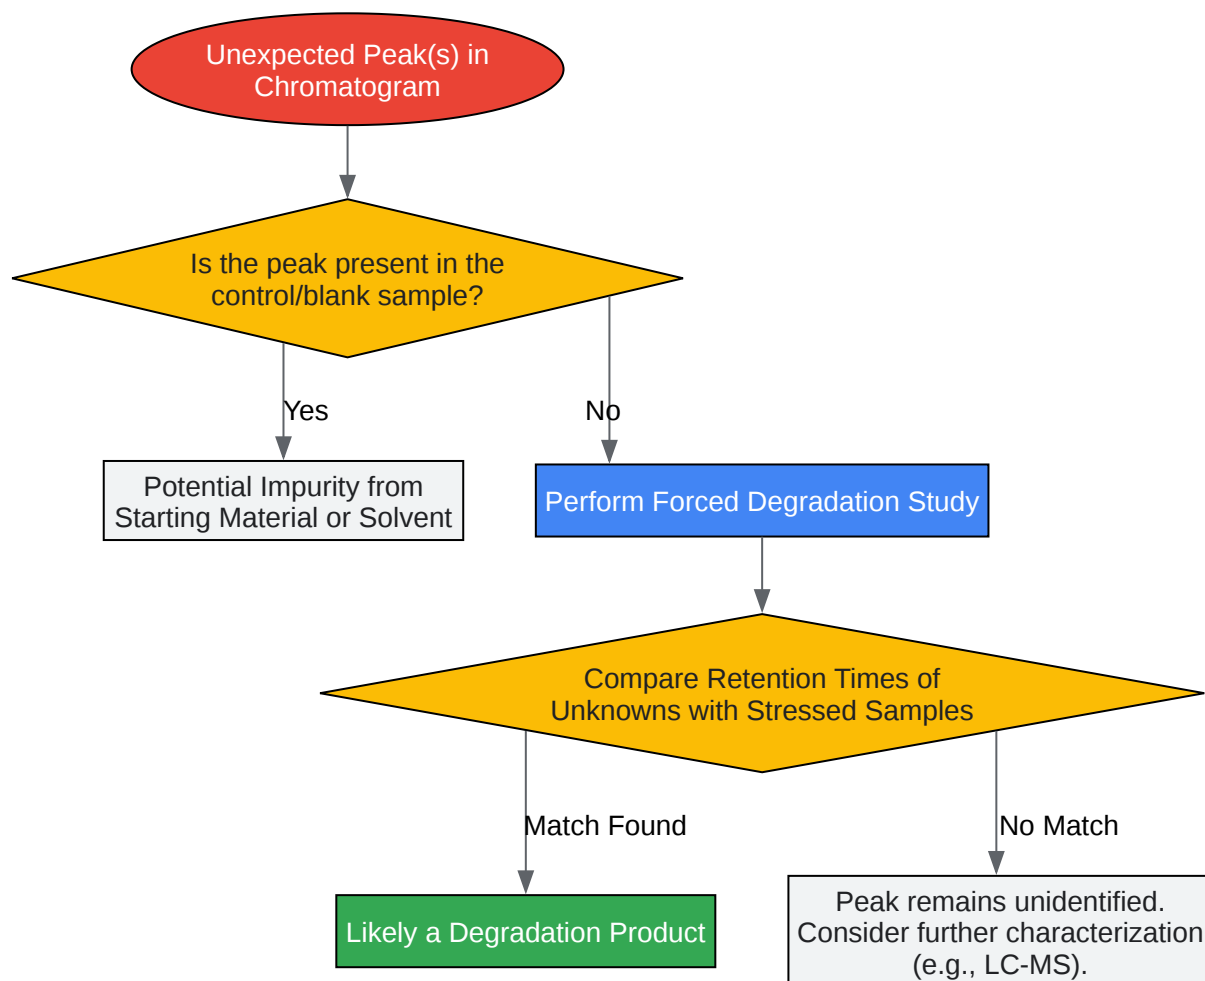 Unexpected Peak(s) in
Chromatogram
Is the peak present in the
control/blank sample?
Yes
No
Potential Impurity from
Starting Material or Solvent
Perform Forced Degradation Study
Compare Retention Times of
Unknowns with Stressed Samples
Match Found
No Match
Likely a Degradation Product
Peak remains unidentified.
Consider further characterization
(e.g., LC-MS).